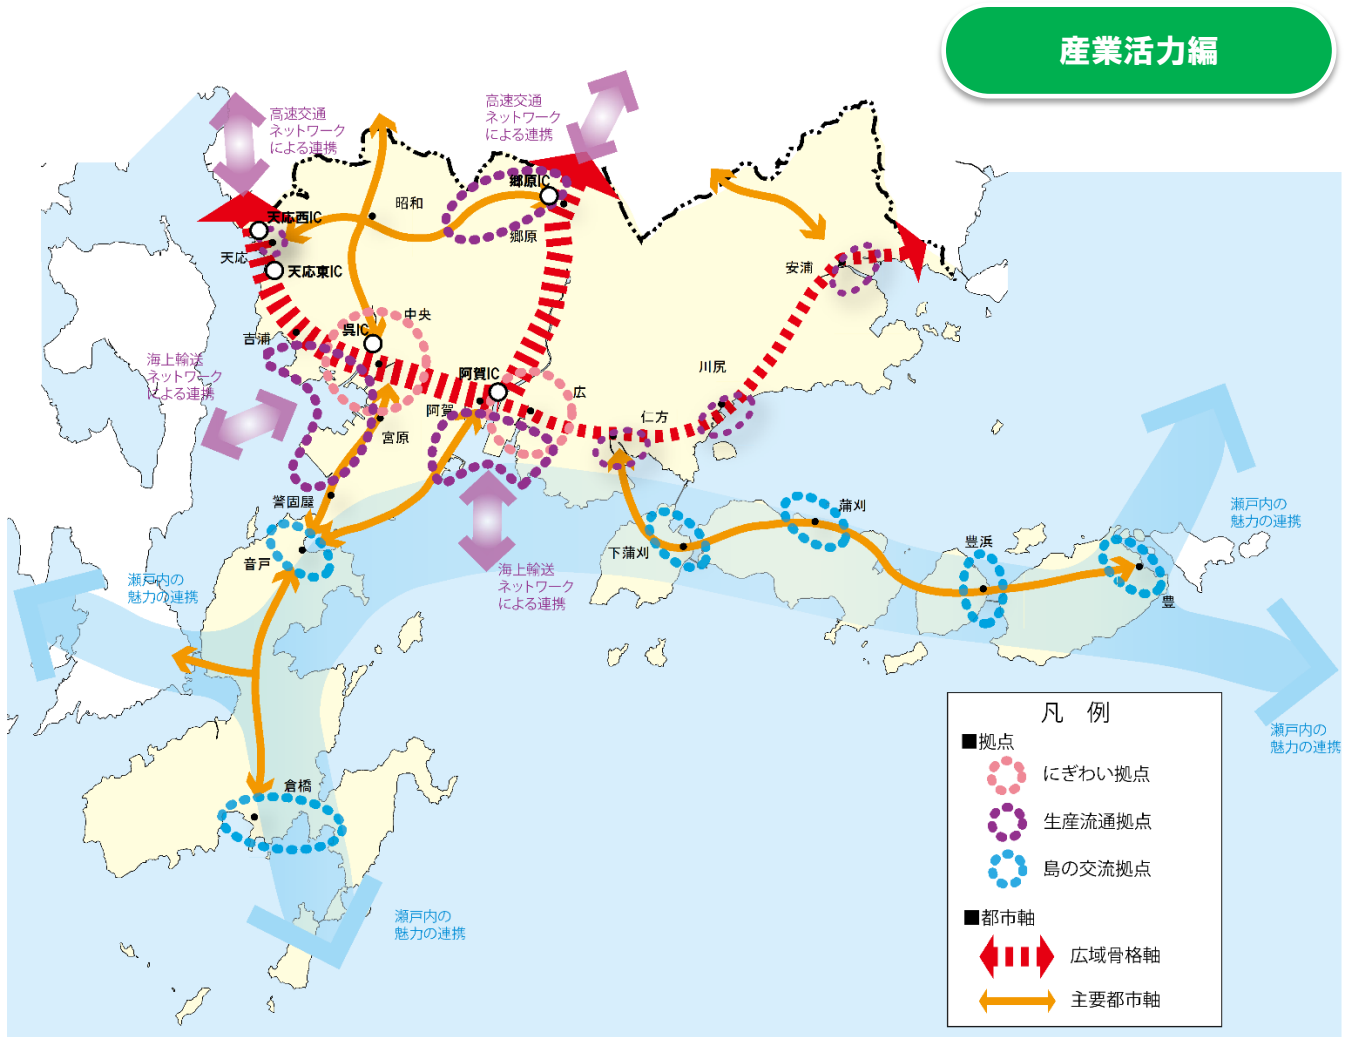 産業活力編
高速交通
ネットワーク
による連携
高速交通
ネットワーク
による連携
郷原IC
昭和
天応西IC
郷原
天応
天応東IC
安浦
中央
呉IC
吉浦
海上輸送
ネットワーク
による連携
川尻
阿賀IC
広
阿賀
仁方
宮原
警固屋
瀬戸内の
魅力の連携
蒲刈
豊浜
下蒲刈
音戸
海上輸送
ネットワーク
による連携
瀬戸内の
魅力の連携
豊
瀬戸内の
魅力の連携
倉橋
瀬戸内の
魅力の連携
凡 例
■拠点
にぎわい拠点
生産流通拠点
島の交流拠点
■都市軸
広域骨格軸
主要都市軸